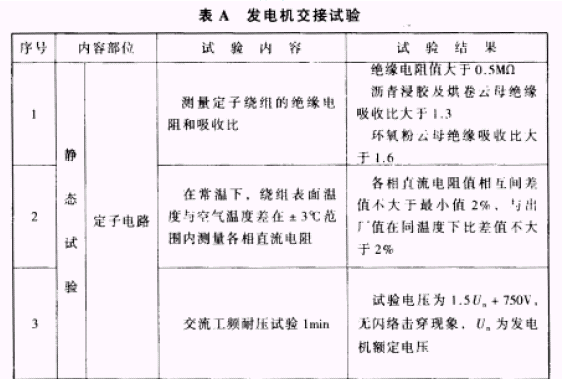 表 A 发电机交接试验
序号 内容部位 试 验 内 容 试 验 结 果
1
静态试验
定子电路
测量定子绕组的绝缘电
阻和吸收比
绝缘电阻值大于0.5MΩ
沥青浸胶及烘卷云母绝缘
吸收比大于1.3
环氧粉云母绝缘吸收比大
于1.6
2
在常温下，绕组表面温
度与空气温度差在±3℃范
围内测量各相直流电阻
各相直流电阻值相互间差
值不大于最小值2%，与出
厂值在同温度下比差值不大
于2%
3
交流工频耐压试验1min
试验电压为1.5Un+750V，
无闪络击穿现象，Un为发电
机额定电压